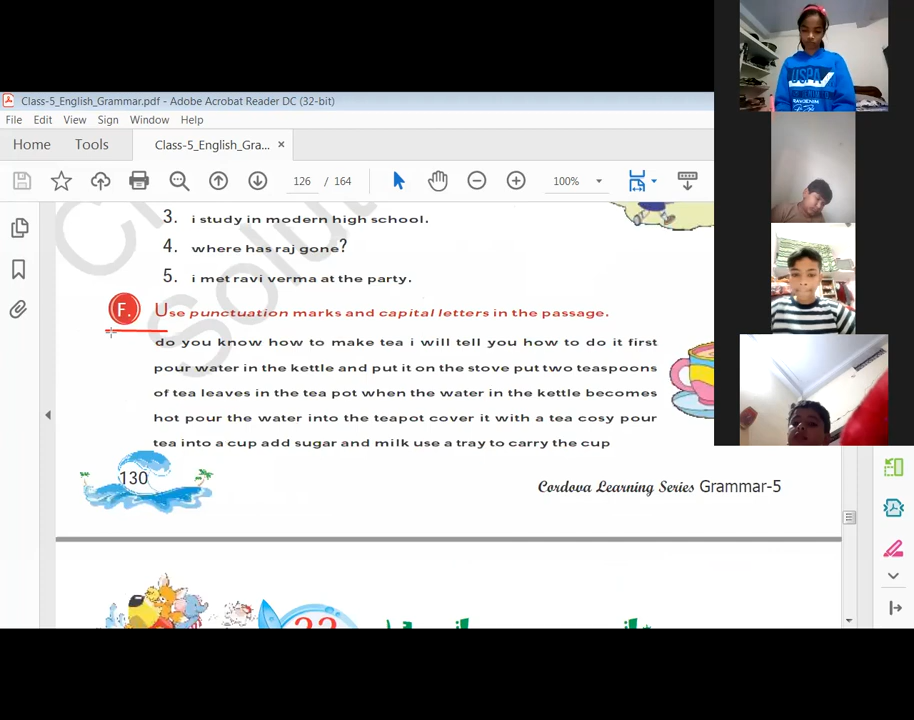 Class-5_English_Grammar.pdf - Adobe Acrobat Reader DC (32-bit)
File Edit View Sign Window Help
Home Tools Class-5_English_Gra... ×
126 / 164 100%
3. i study in modern high school.
4. where has raj gone?
5. i met ravi verma at the party.
F. Use punctuation marks and capital letters in the passage.
do you know how to make tea i will tell you how to do it first
pour water in the kettle and put it on the stove put two teaspoons
of tea leaves in the tea pot when the water in the kettle becomes
hot pour the water into the teapot cover it with a tea cosy pour
tea into a cup add sugar and milk use a tray to carry the cup
130
Cordova Learning Series Grammar-5
USPA